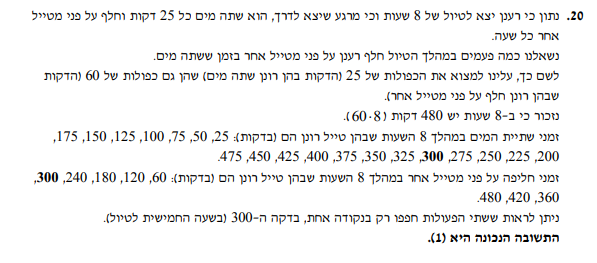 20. נתון כי רענן יצא לטיול של 8 שעות וכי מרגע שיצא לדרך, הוא שתה מים כל 25 דקות וחלף על פני מטייל
אחר כל שעה.
נשאלנו כמה פעמים במהלך הטיול חלף רענן על פני מטייל אחר בזמן ששתה מים.
לשם כך, עלינו למצוא את הכפולות של 25 (הדקות בהן רונן שתה מים) שהן גם כפולות של 60 (הדקות
שבהן רונן חלף על פני מטייל אחר).
נזכור כי ב-8 שעות יש 480 דקות (60·8).
זמני שתיית המים במהלך 8 השעות שבהן טייל רונן הם (בדקות): 25, 50, 75, 100, 125, 150, 175,
200, 225, 250, 275, 300, 325, 350, 375, 400, 425, 450, 475.
זמני חליפה על פני מטייל אחר במהלך 8 השעות שבהן טייל רונן הם (בדקות): 60, 120, 180, 240, 300,
360, 420, 480.
ניתן לראות ששתי הפעולות חפפו רק בנקודה אחת, בדקה ה-300 (בשעה החמישית לטיול).
התשובה הנכונה היא (1).